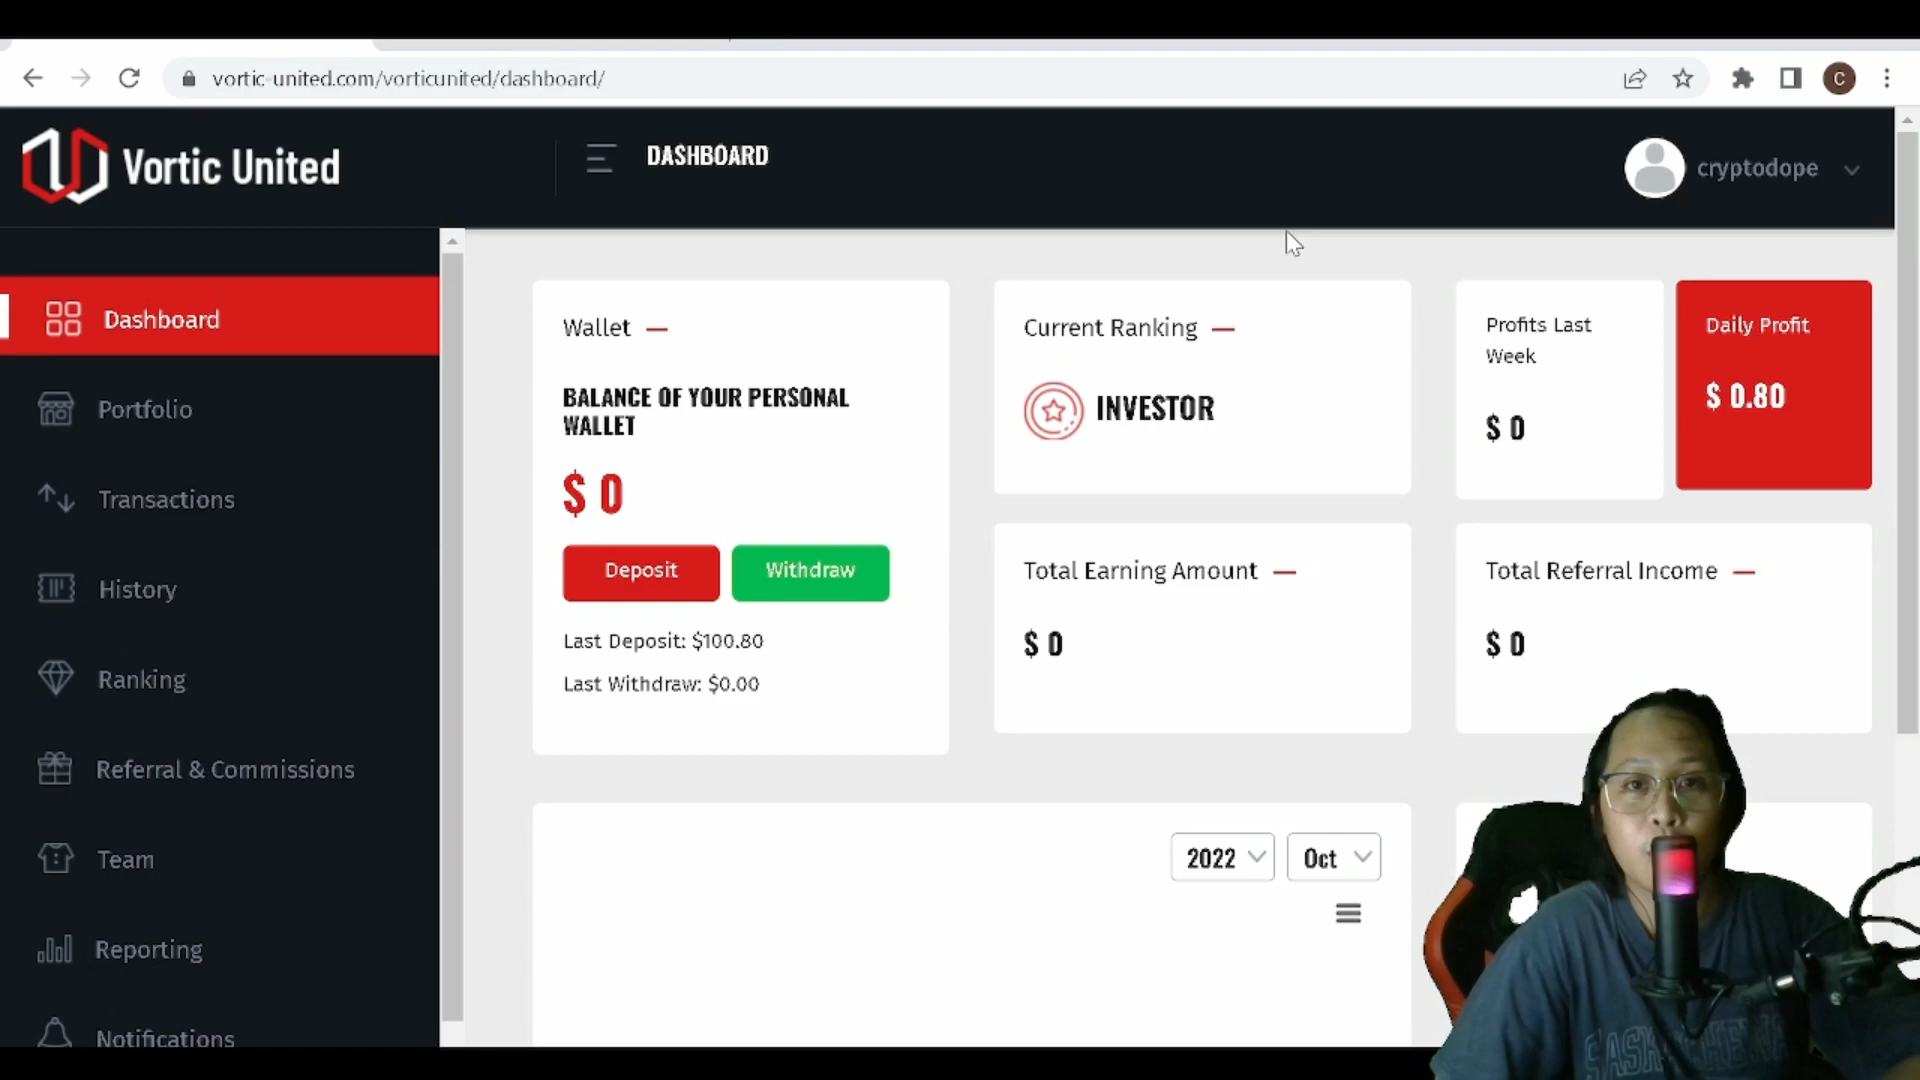 vortic-united.com/vorticunited/dashboard/
C
Vortic United
DASHBOARD
cryptodope
Dashboard
Portfolio
Transactions
History
Ranking
Referral & Commissions
Team
Reporting
Notifications
Wallet
BALANCE OF YOUR PERSONAL
WALLET
$ 0
Deposit
Withdraw
Last Deposit: $100.80
Last Withdraw: $0.00
Current Ranking
INVESTOR
Profits Last
Week
$ 0
Daily Profit
$ 0.80
Total Earning Amount
$ 0
Total Referral Income
$ 0
2022
Oct